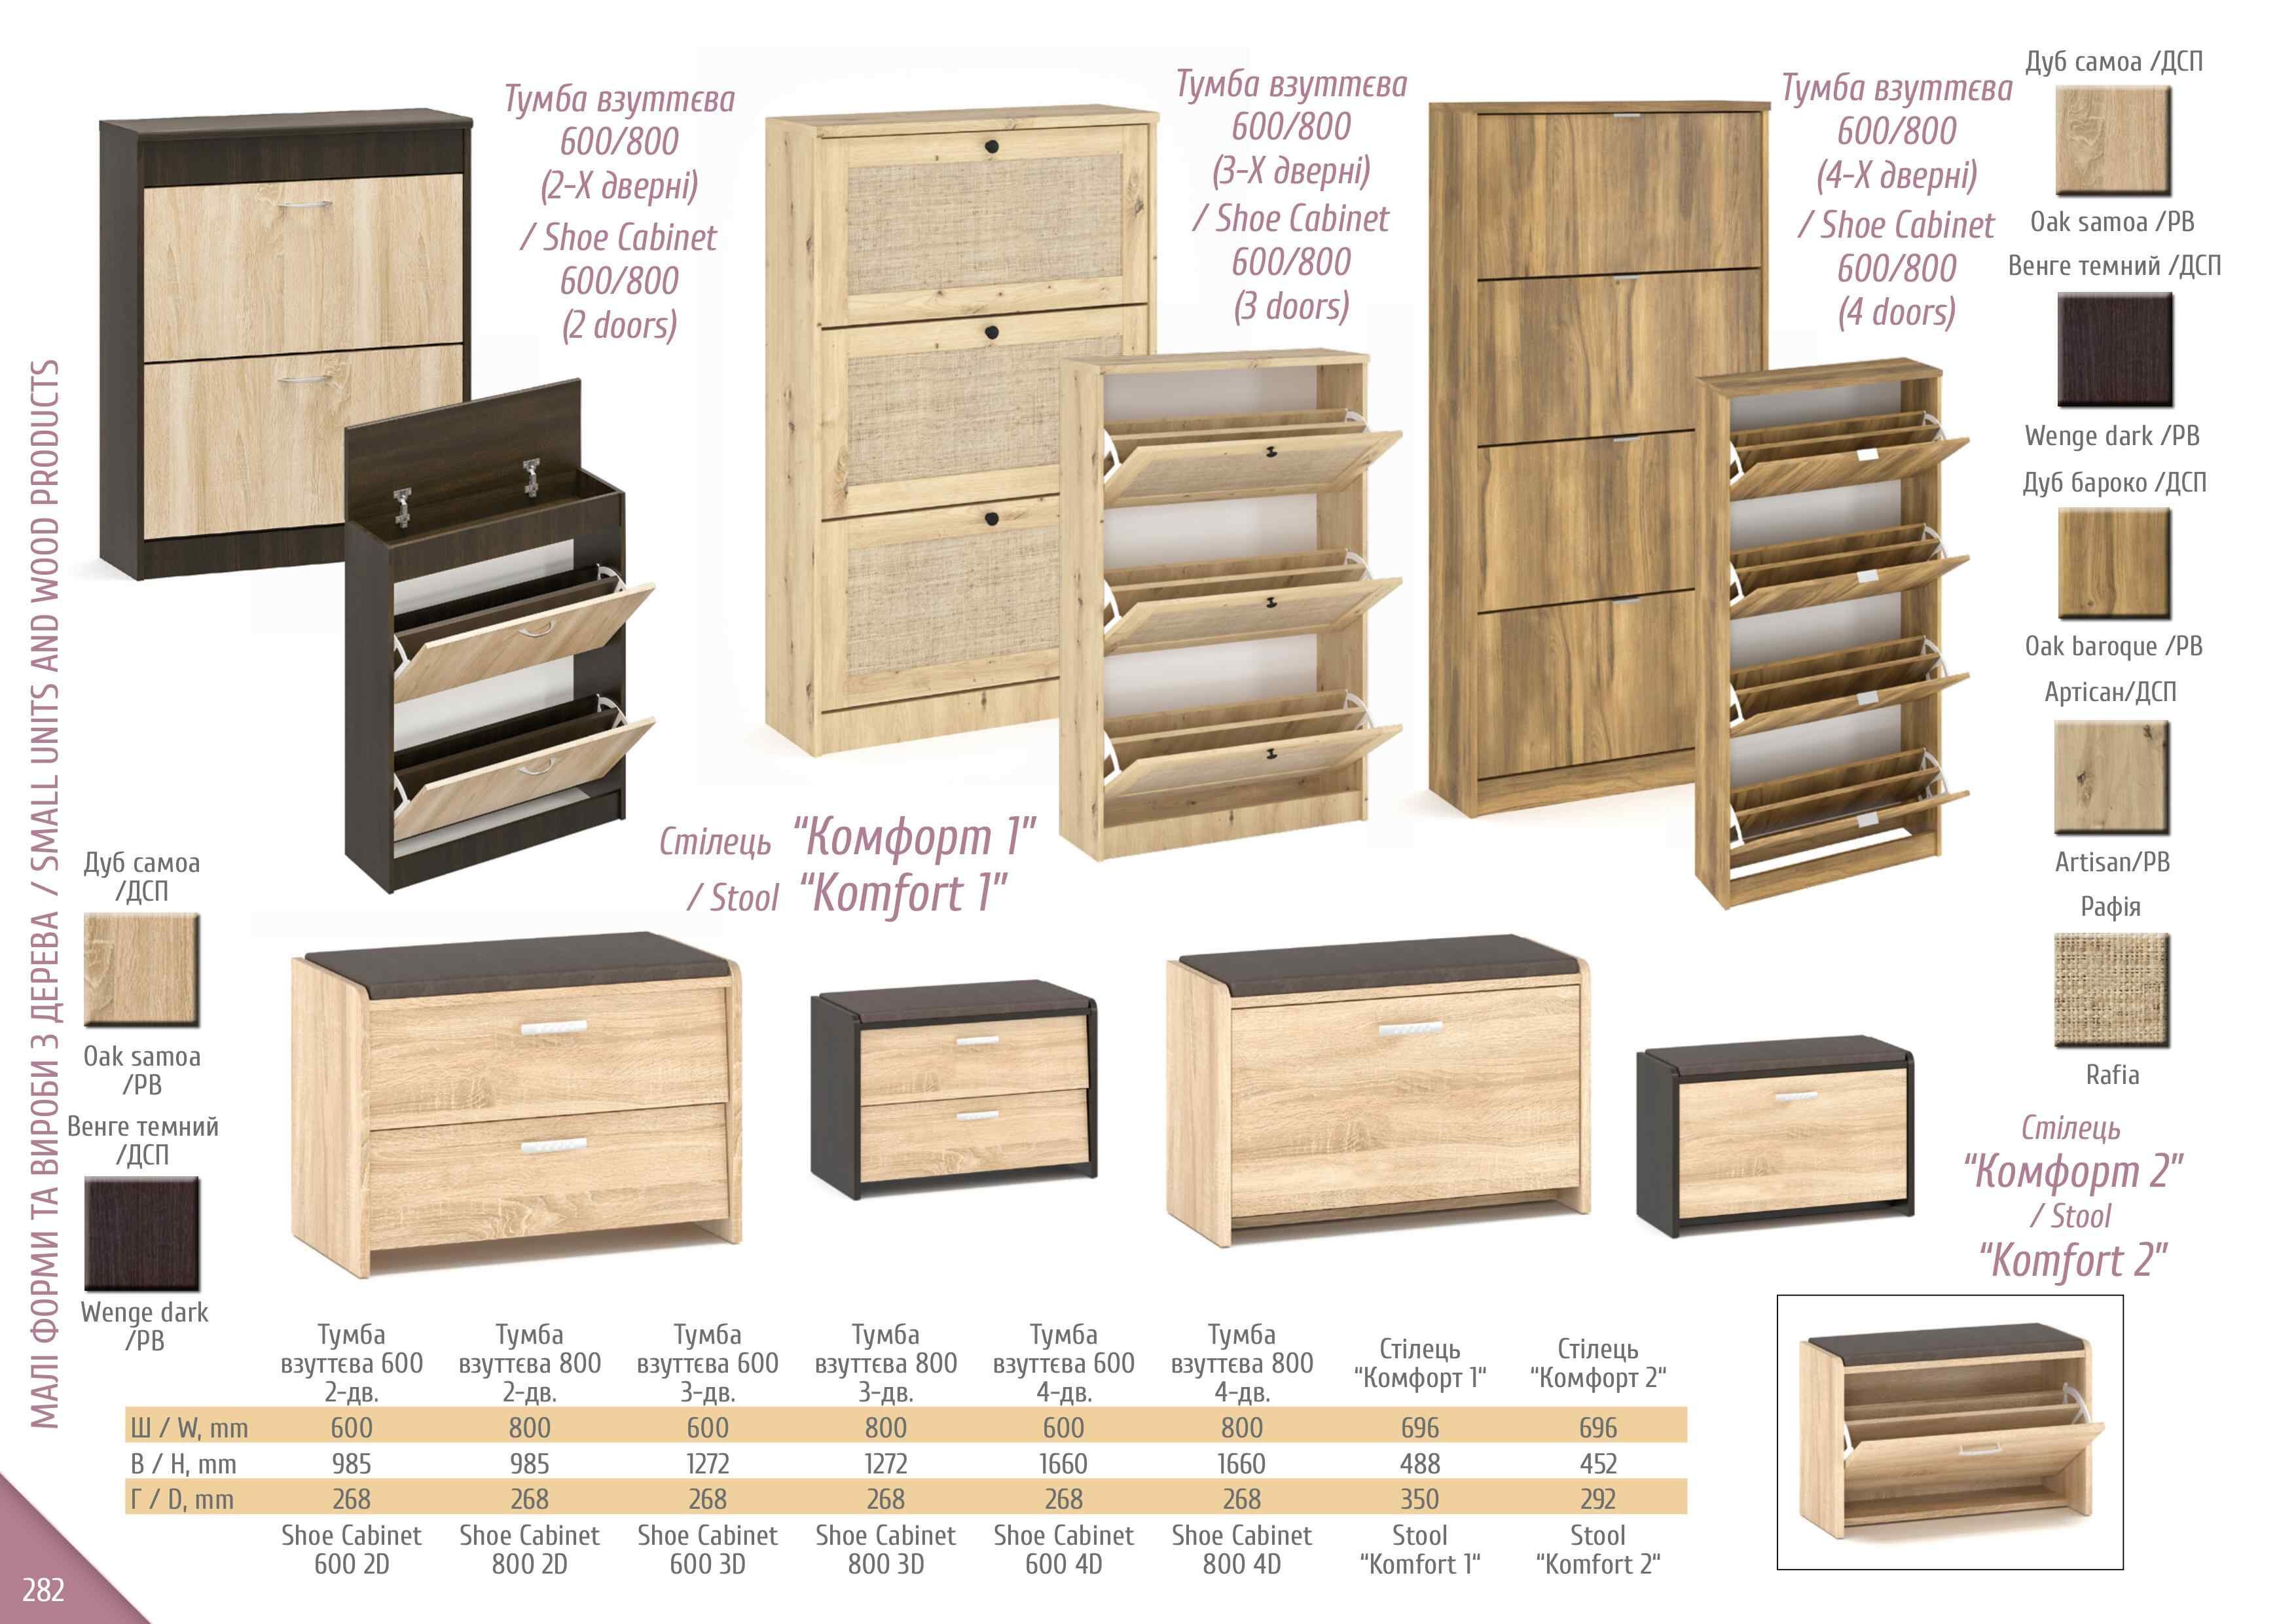 МАЛІ ФОРМИ ТА ВИРОБИ З ДЕРЕВА / SMALL UNITS AND WOOD PRODUCTS
Тумба взуттєва
600/800
(2-Х дверні)
/ Shoe Cabinet
600/800
(2 doors)
Тумба взуттєва
600/800
(3-Х дверні)
/ Shoe Cabinet
600/800
(3 doors)
Тумба взуттєва
600/800
(4-Х дверні)
/ Shoe Cabinet
600/800
(4 doors)
Дуб самоа /ДСП
Oak samoa /PB
Венге темний /ДСП
Wenge dark /PB
Дуб бароко /ДСП
Oak baroque /PB
Артісан/ДСП
Artisan/PB
Рафія
Rafia
Стілець “Комфорт 1”
/ Stool “Komfort 1”
Дуб самоа
/ДСП
Oak samoa
/PB
Венге темний
/ДСП
Wenge dark
/PB
Стілець
“Комфорт 2”
/ Stool
“Komfort 2”
Тумба взуттєва 600 2-дв. Тумба взуттєва 800 2-дв. Тумба взуттєва 600 3-дв. Тумба взуттєва 800 3-дв. Тумба взуттєва 600 4-дв. Тумба взуттєва 800 4-дв. Стілець “Комфорт 1“ Стілець “Комфорт 2“
Ш / W, mm 600 800 600 800 600 800 696 696
В / H, mm 985 985 1272 1272 1660 1660 488 452
Г / D, mm 268 268 268 268 268 268 350 292
Shoe Cabinet 600 2D Shoe Cabinet 800 2D Shoe Cabinet 600 3D Shoe Cabinet 800 3D Shoe Cabinet 600 4D Shoe Cabinet 800 4D Stool “Komfort 1“ Stool “Komfort 2“
282